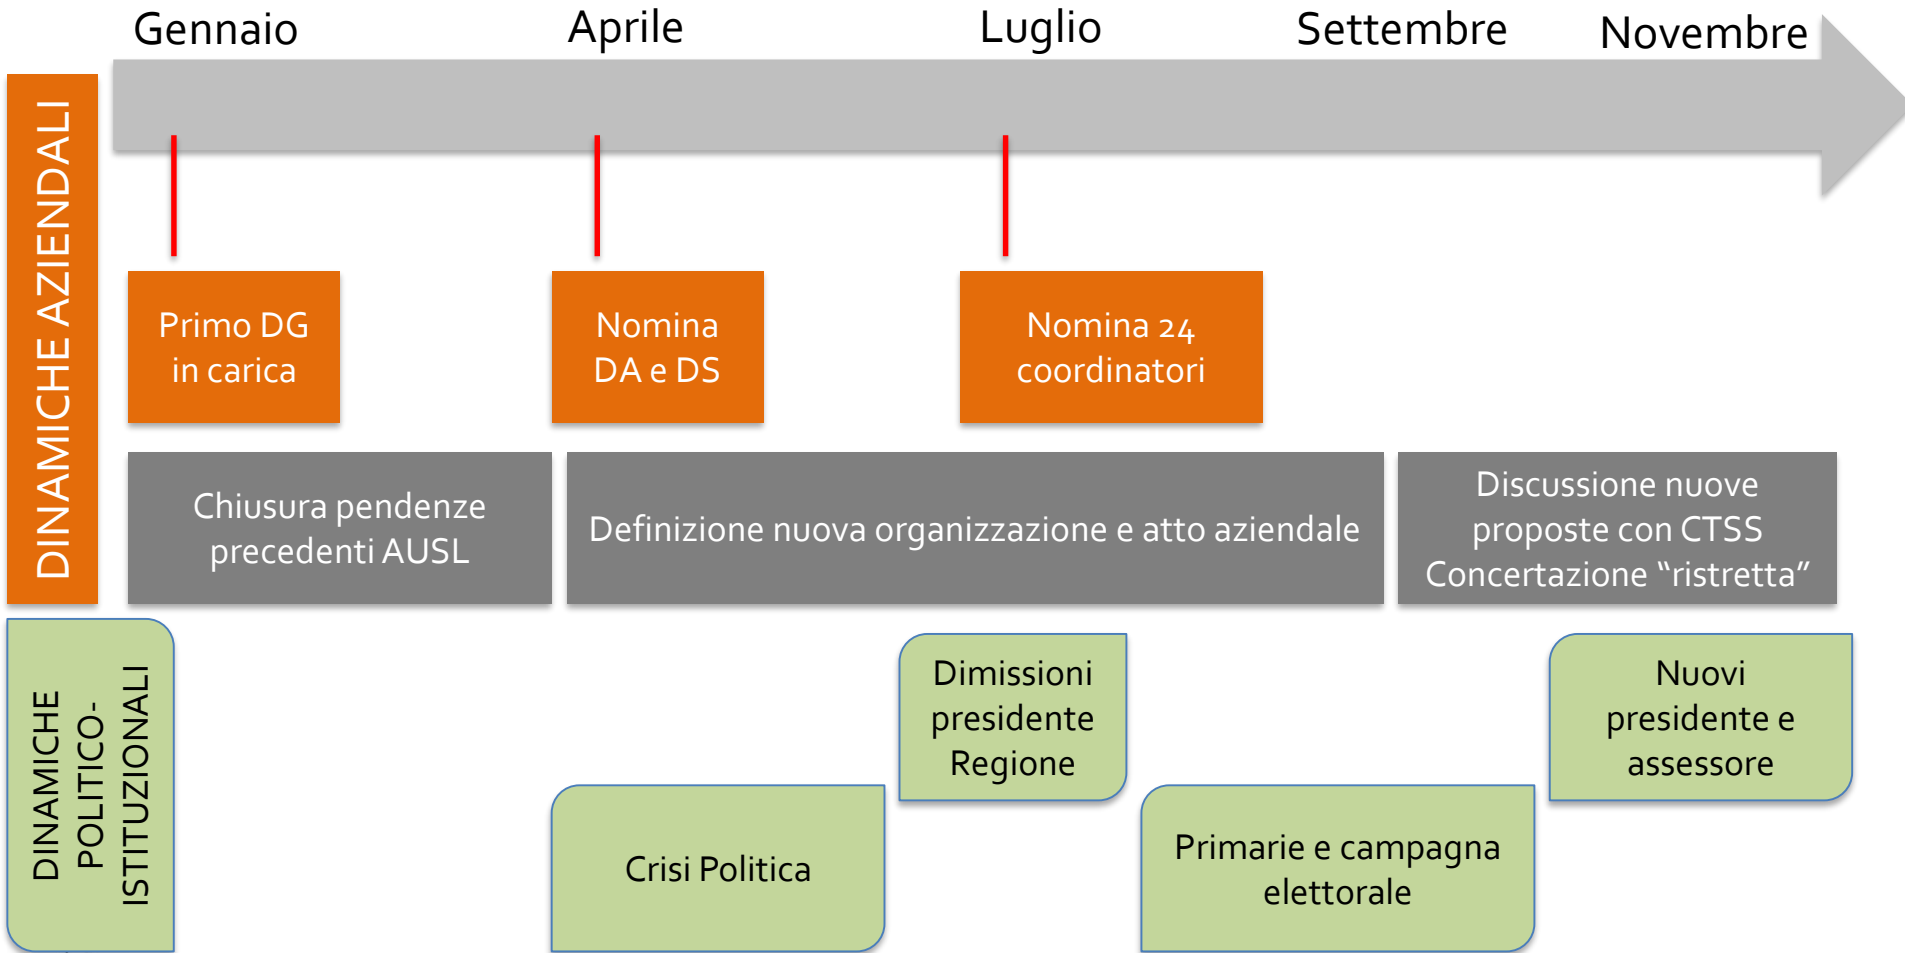 Gennaio
Aprile
Luglio
Settembre
Novembre
DINAMICHE AZIENDALI
Primo DG
in carica
Nomina
DA e DS
Nomina 24
coordinatori
Chiusura pendenze
precedenti AUSL
Definizione nuova organizzazione e atto aziendale
Discussione nuove
proposte con CTSS
Concertazione “ristretta”
DINAMICHE
POLITICO-
ISTITUZIONALI
Dimissioni
presidente
Regione
Nuovi
presidente e
assessore
Crisi Politica
Primarie e campagna
elettorale